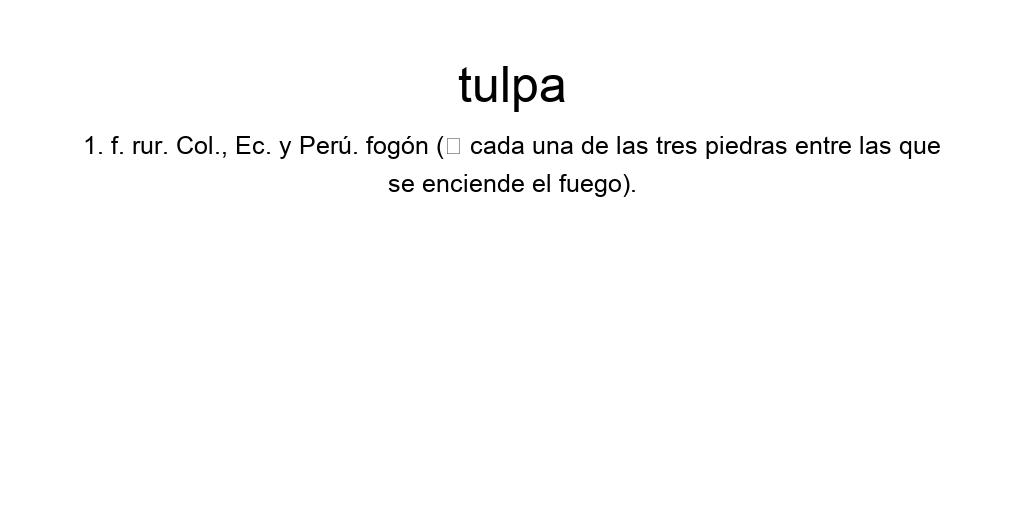 tulpa
1. f. rur. Col., Ec. y Perú. fogón (□ cada una de las tres piedras entre las que
se enciende el fuego).